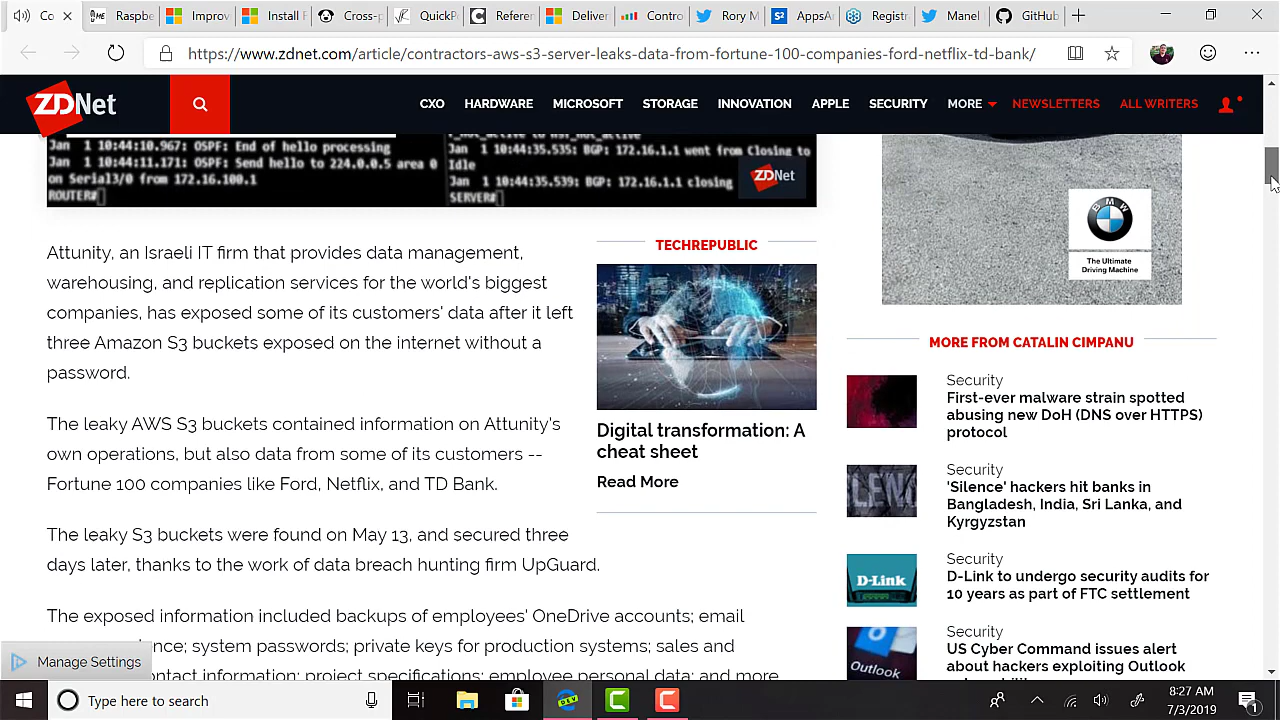 Co
Raspbe
Improv
Install F
Cross-p
QuickP
Referer
Deliver
Contro
Rory M
AppsAr
Registr
Manel
GitHub
https://www.zdnet.com/article/contractors-aws-s3-server-leaks-data-from-fortune-100-companies-ford-netflix-td-bank/
ZDNet
CXO HARDWARE MICROSOFT STORAGE INNOVATION APPLE SECURITY MORE NEWSLETTERS ALL WRITERS
Jan 1 10:44:10.967: OSPF: End of hello processing
Jan 1 10:44:11.171: OSPF: Send hello to 224.0.0.5 area 0
on Serial3/0 from 172.16.100.1
ROUTER#
Jan 1 10:44:35.535: BGP: 172.16.1.1 went from Closing to
Idle
Jan 1 10:44:35.539: BGP: 172.16.1.1 closing
SERVER#
ZDNet
BMW
The Ultimate
Driving Machine
Attunity, an Israeli IT firm that provides data management,
warehousing, and replication services for the world's biggest
companies, has exposed some of its customers' data after it left
three Amazon S3 buckets exposed on the internet without a
password.
The leaky AWS S3 buckets contained information on Attunity's
own operations, but also data from some of its customers --
Fortune 100 companies like Ford, Netflix, and TD Bank.
The leaky S3 buckets were found on May 13, and secured three
days later, thanks to the work of data breach hunting firm UpGuard.
The exposed information included backups of employees' OneDrive accounts; email
nce; system passwords; private keys for production systems; sales and
ntact information; project specifications; employee personal data; and more
TECHREPUBLIC
Digital transformation: A
cheat sheet
Read More
MORE FROM CATALIN CIMPANU
Security
First-ever malware strain spotted
abusing new DoH (DNS over HTTPS)
protocol
Security
'Silence' hackers hit banks in
Bangladesh, India, Sri Lanka, and
Kyrgyzstan
D-Link
Security
D-Link to undergo security audits for
10 years as part of FTC settlement
Outlook
Security
US Cyber Command issues alert
about hackers exploiting Outlook
Manage Settings
Type here to search
DEV
8:27 AM
7/3/2019
1